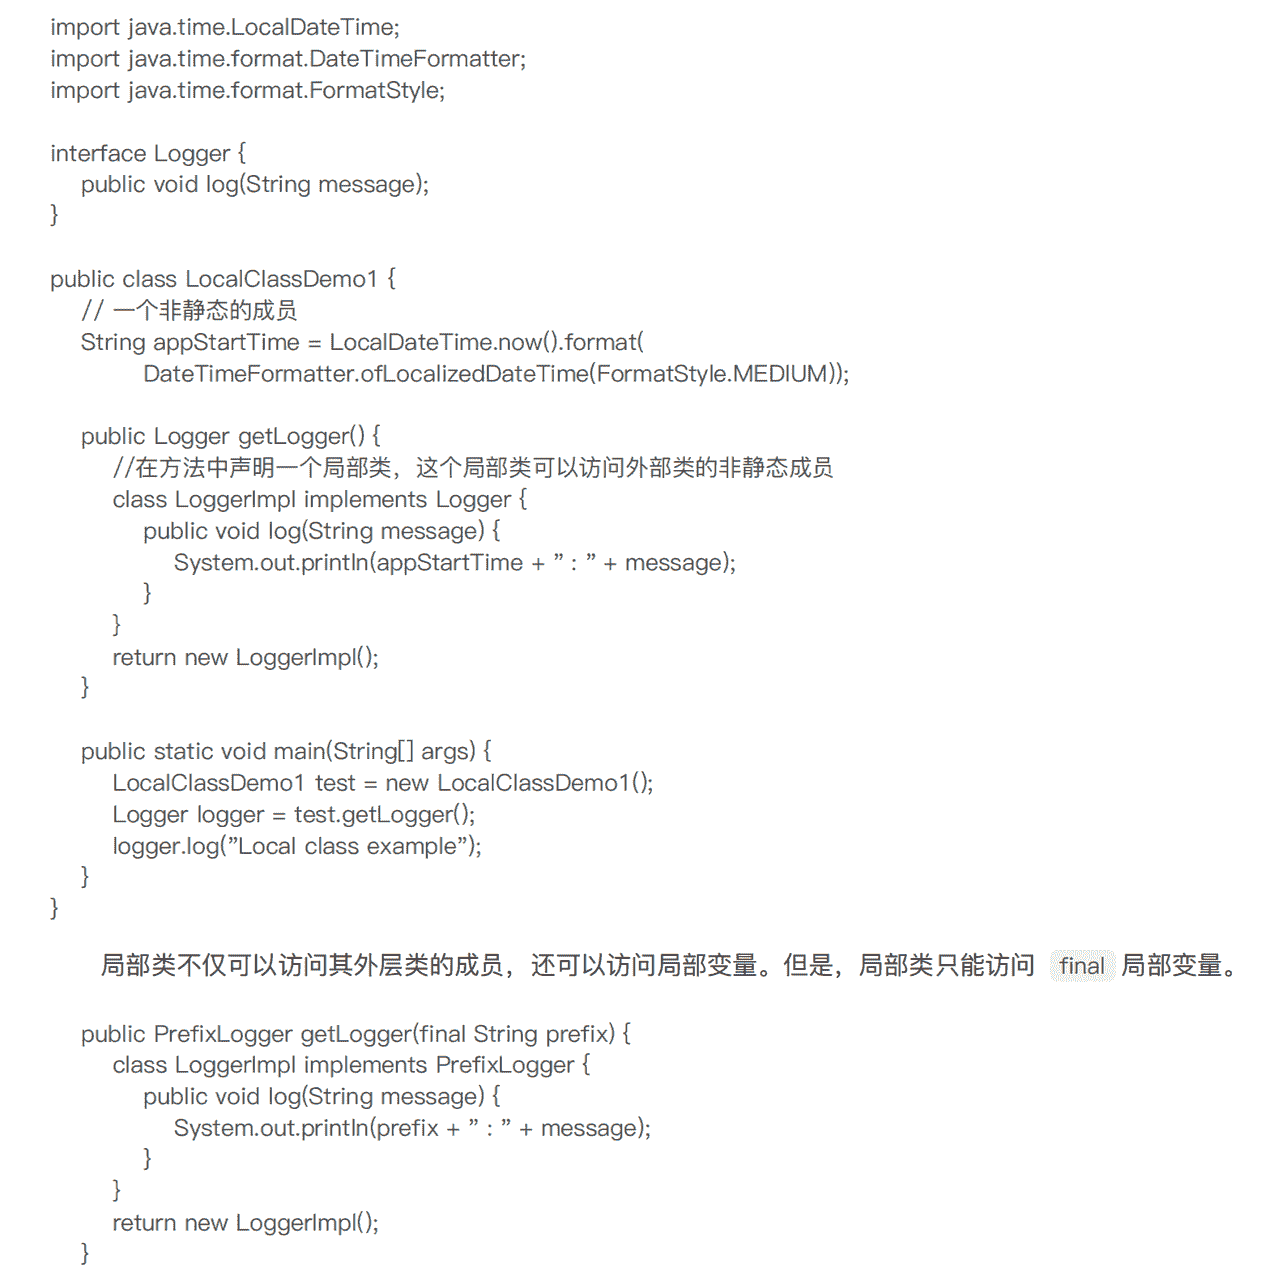 import java.time.LocalDateTime;
import java.time.format.DateTimeFormatter;
import java.time.format.FormatStyle;
interface Logger {
public void log(String message);
}
public class LocalClassDemo1 {
// 一个非静态的成员
String appStartTime = LocalDateTime.now().format(
DateTimeFormatter.ofLocalizedDateTime(FormatStyle.MEDIUM));
public Logger getLogger() {
//在方法中声明一个局部类，这个局部类可以访问外部类的非静态成员
class LoggerImpl implements Logger {
public void log(String message) {
System.out.println(appStartTime + ” : ” + message);
}
}
return new LoggerImpl();
}
public static void main(String[] args) {
LocalClassDemo1 test = new LocalClassDemo1();
Logger logger = test.getLogger();
logger.log(”Local class example”);
}
}
局部类不仅可以访问其外层类的成员，还可以访问局部变量。但是，局部类只能访问 final 局部变量。
public PrefixLogger getLogger(final String prefix) {
class LoggerImpl implements PrefixLogger {
public void log(String message) {
System.out.println(prefix + ” : ” + message);
}
}
return new LoggerImpl();
}